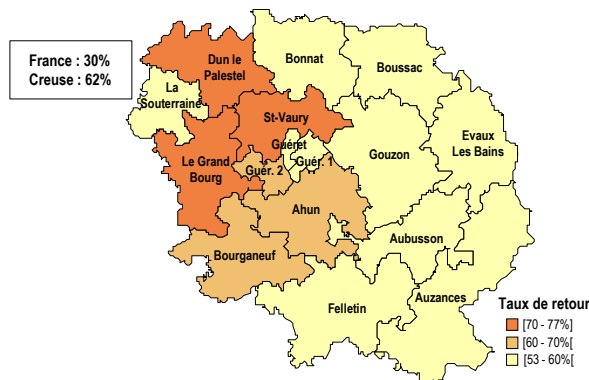 France : 30%
Creuse : 62%
Dun le
Palestel
Bonnat
Boussac
La
Souterraine
St-Vaury
Guéret
Guér. 1
Evaux
Les Bains
Le Grand
Bourg
Guér. 2
Gouzon
Ahun
Aubusson
Bourganeuf
Felletin
Auzances
Taux de retour
[70 - 77%]
[60 - 70%[
[53 - 60%[